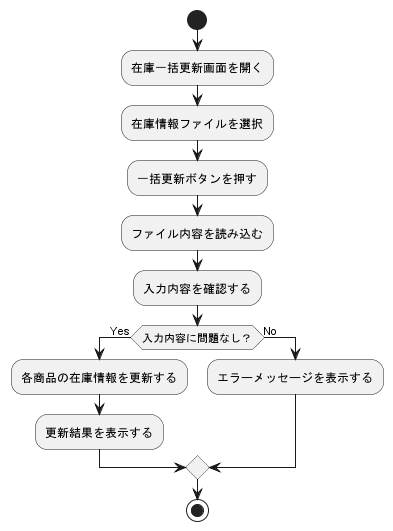 在庫一括更新画面を開く
在庫情報ファイルを選択
一括更新ボタンを押す
ファイル内容を読み込む
入力内容を確認する
入力内容に問題なし？
Yes
No
各商品の在庫情報を更新する
エラーメッセージを表示する
更新結果を表示する